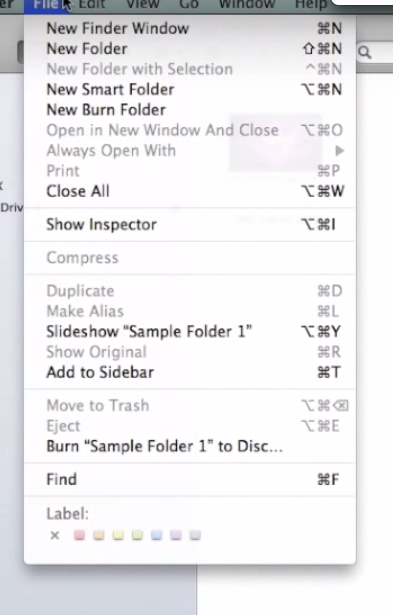 er File Edit View Go Window Help
New Finder Window ⌘N
New Folder ⇧⌘N
New Folder with Selection ^⌘N
New Smart Folder ⌥⌘N
New Burn Folder
Open in New Window And Close ⌥⌘O
Always Open With ▶
Print ⌘P
Close All ⌥⌘W
Show Inspector ⌥⌘I
Compress
Duplicate ⌘D
Make Alias ⌘L
Slideshow “Sample Folder 1” ⌥⌘Y
Show Original ⌘R
Add to Sidebar ⌘T
Move to Trash ⌥⌘⌫
Eject ⌥⌘E
Burn “Sample Folder 1” to Disc…
Find ⌘F
Label:
×
Driv